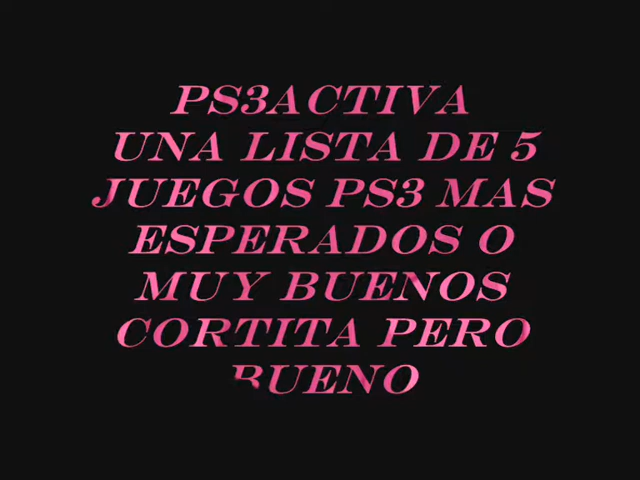 PS3ACTIVA
UNA LISTA DE 5
JUEGOS PS3 MAS
ESPERADOS O
MUY BUENOS
CORTITA PERO
BUENO